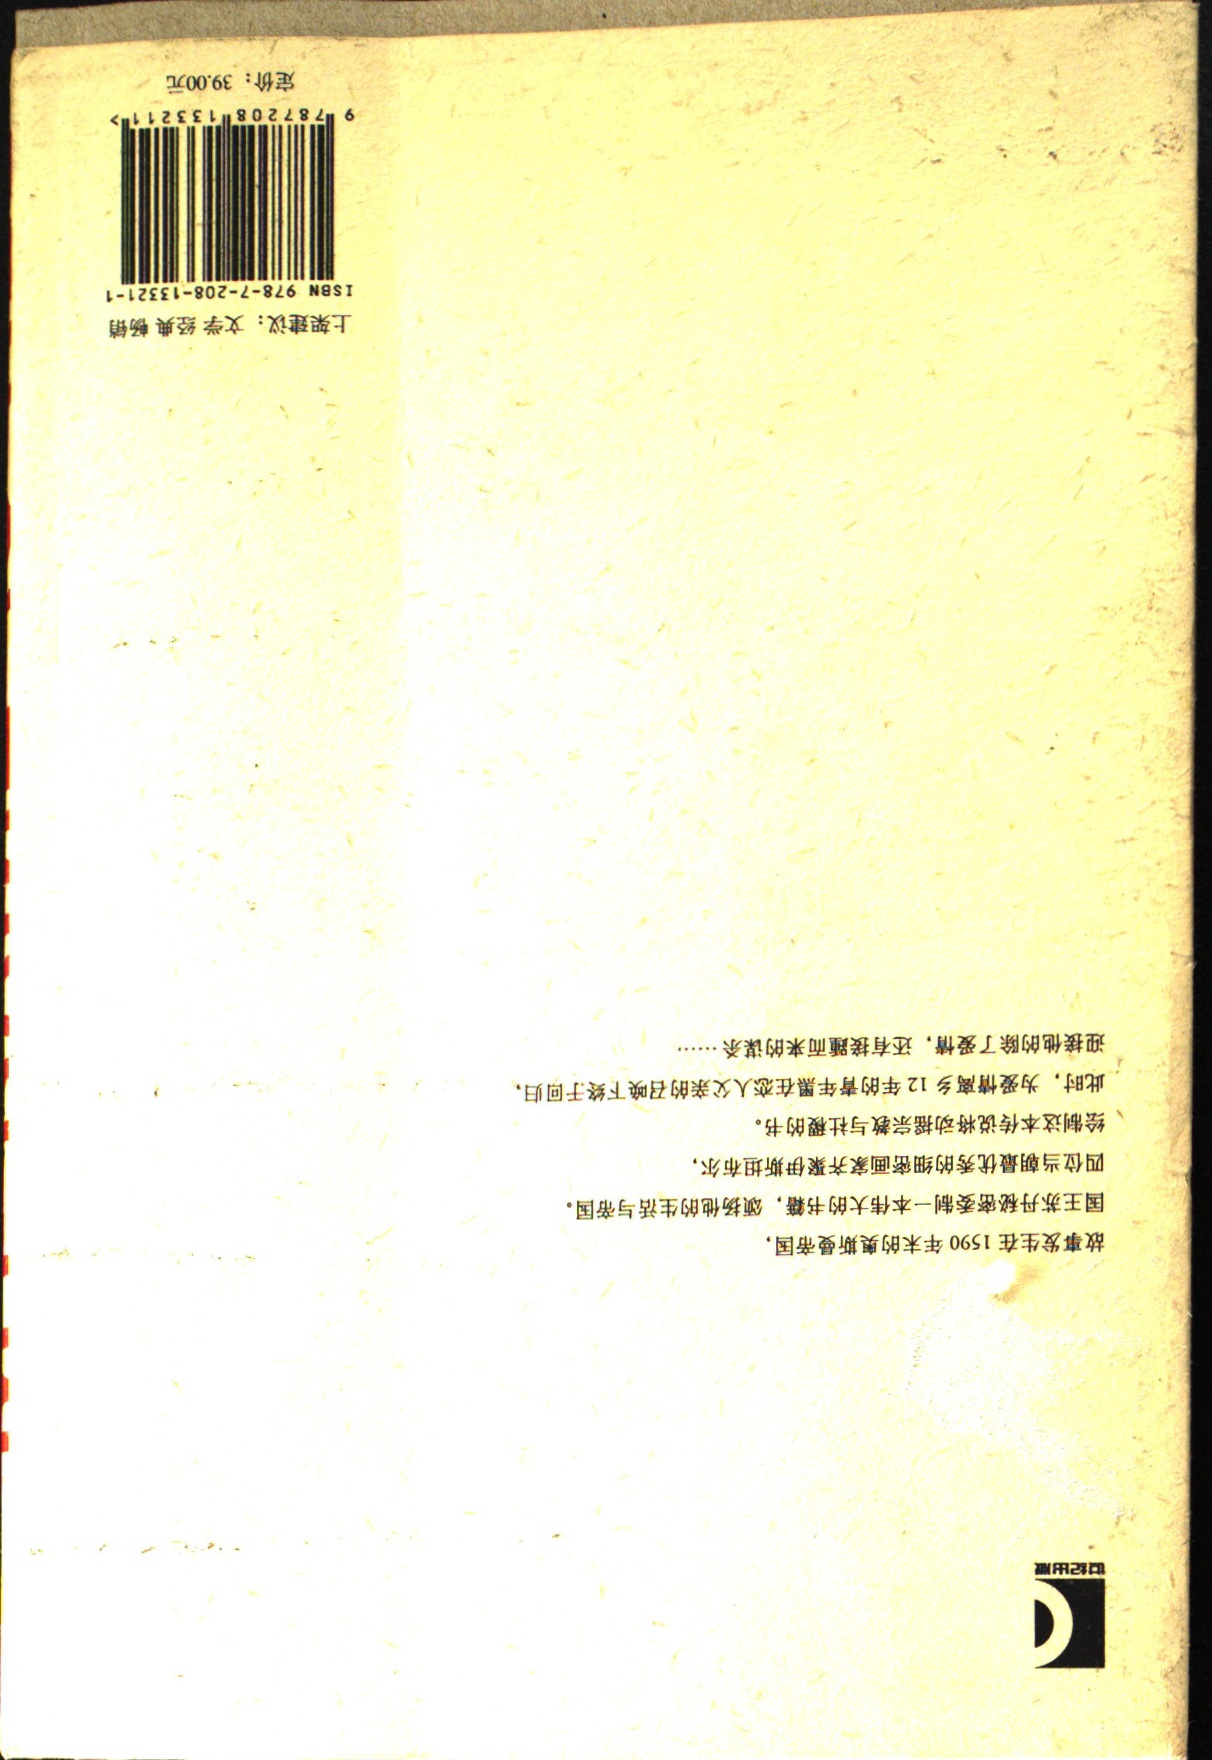 世纪出版
故事发生在 1590 年末的奥斯曼帝国，
国王苏丹秘密委制一本伟大的书籍，颂扬他的生活与帝国。
四位当朝最优秀的细密画家齐聚伊斯坦布尔，
绘制这本传说将动摇宗教与社稷的书。
此时，为爱情离乡 12 年的青年黑在恋人父亲的召唤下终于回归，
迎接他的除了爱情，还有接踵而来的谋杀……
上架建议：文学 经典 畅销
ISBN 978-7-208-13321-1
9 787208 133211 >
定价：39.00元